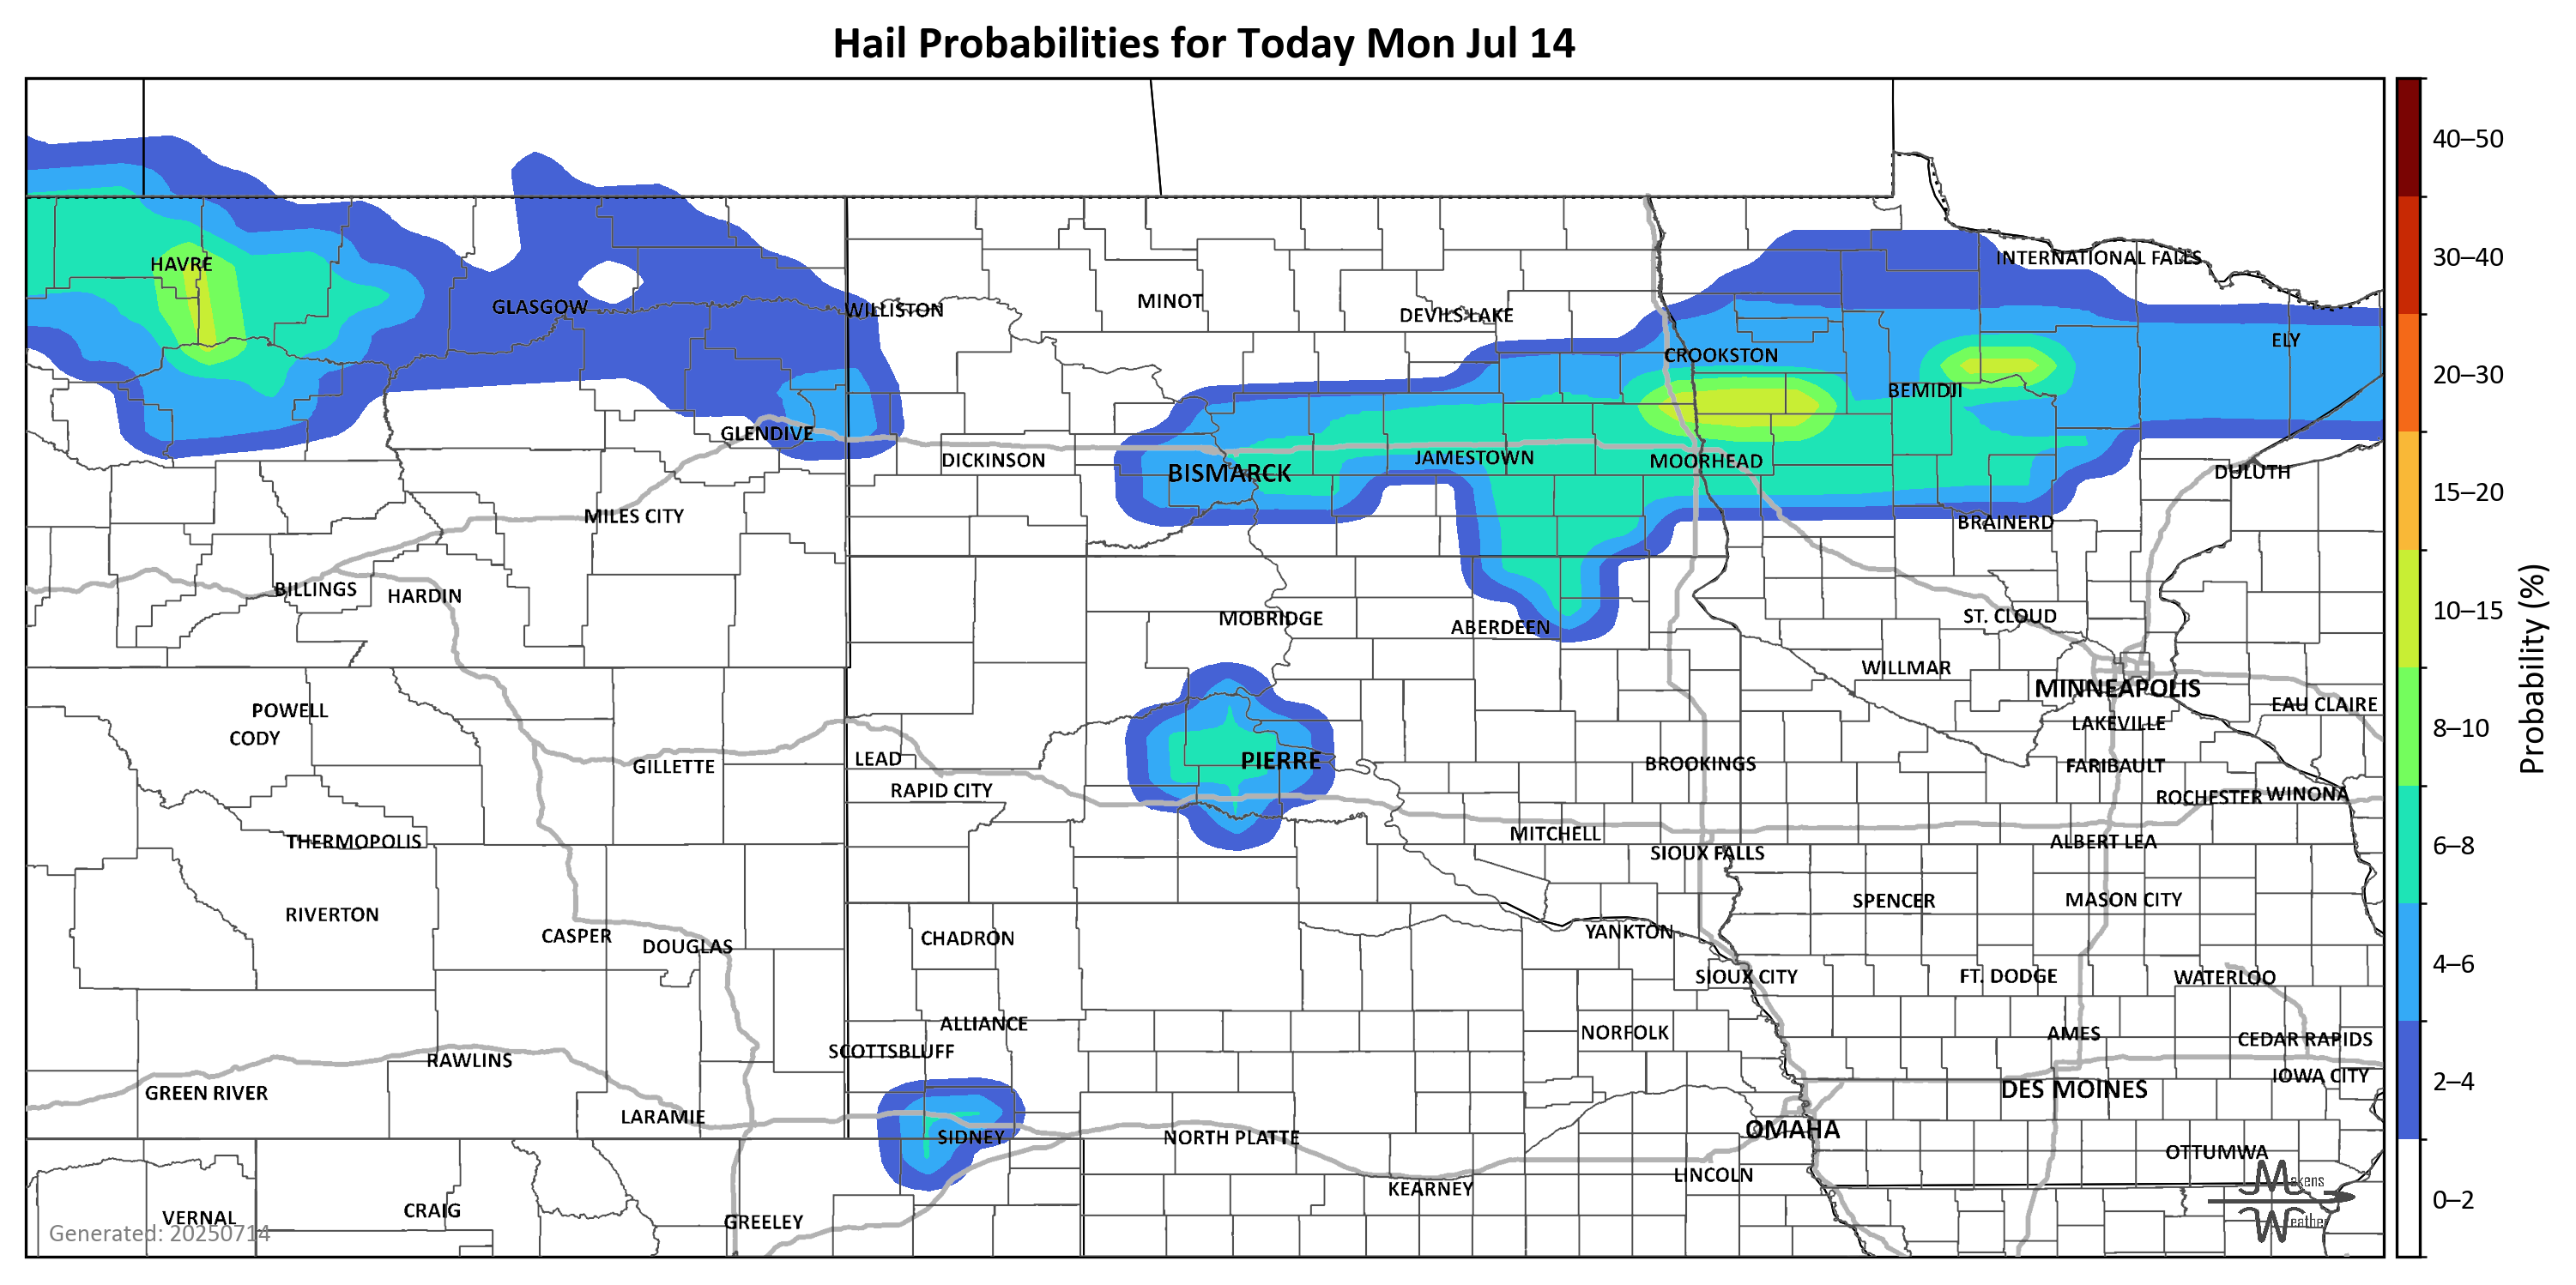 Hail Probabilities for Today Mon Jul 14
40–50
30–40
20–30
15–20
10–15
8–10
6–8
4–6
2–4
0–2
Probability (%)
HAVRE
GLASGOW
WILLISTON
MINOT
DEVILS LAKE
INTERNATIONAL FALLS
ELY
CROOKSTON
BEMIDJI
GLENDIVE
DICKINSON
BISMARCK
JAMESTOWN
MOORHEAD
DULUTH
MILES CITY
BRAINERD
BILLINGS
HARDIN
MOBRIDGE
ABERDEEN
ST. CLOUD
WILLMAR
MINNEAPOLIS
EAU CLAIRE
POWELL
CODY
LAKEVILLE
GILLETTE
LEAD
PIERRE
BROOKINGS
FARIBAULT
RAPID CITY
ROCHESTER
WINONA
THERMOPOLIS
MITCHELL
ALBERT LEA
SIOUX FALLS
RIVERTON
SPENCER
MASON CITY
CASPER
DOUGLAS
CHADRON
YANKTON
SIOUX CITY
FT. DODGE
WATERLOO
ALLIANCE
NORFOLK
AMES
CEDAR RAPIDS
SCOTTSBLUFF
RAWLINS
GREEN RIVER
DES MOINES
IOWA CITY
LARAMIE
SIDNEY
NORTH PLATTE
OMAHA
OTTUMWA
LINCOLN
KEARNEY
VERNAL
CRAIG
GREELEY
Generated: 20250714
Makens
Weather